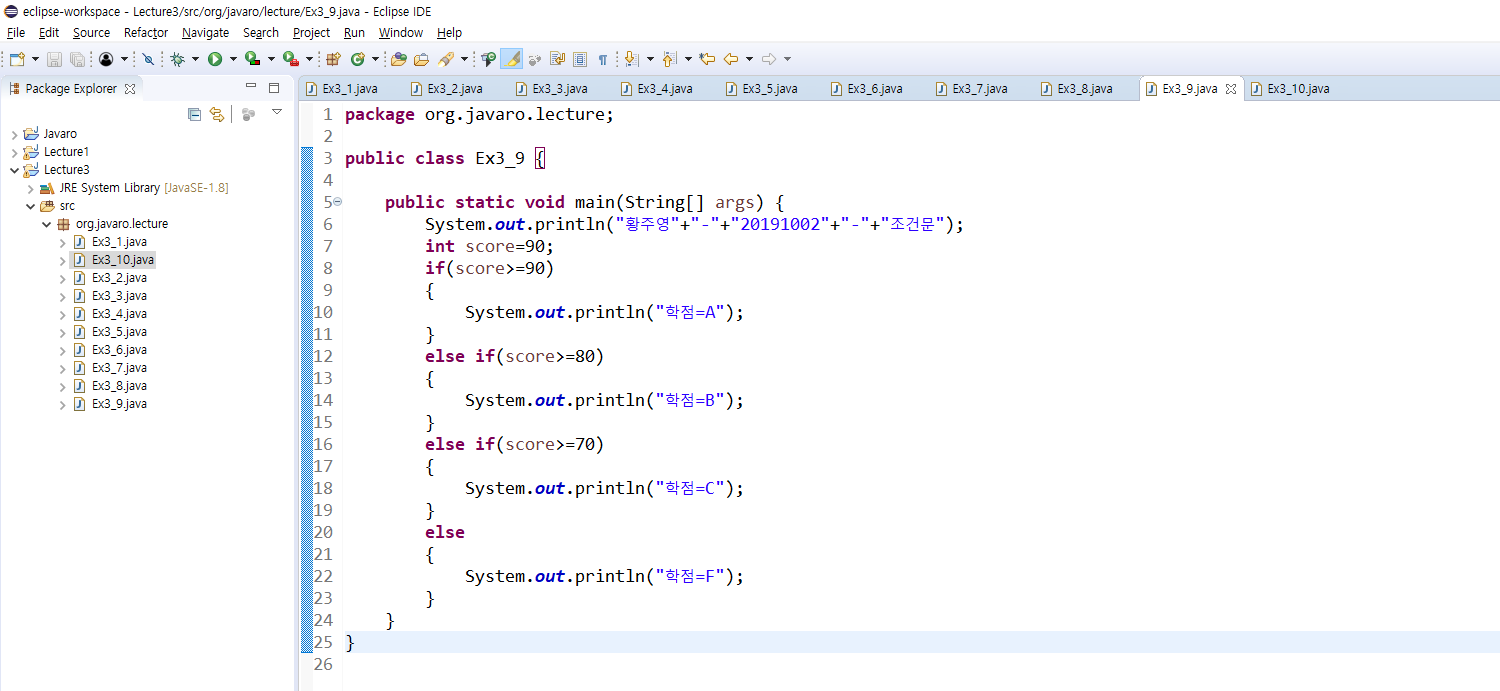 eclipse-workspace - Lecture3/src/org/javaro/lecture/Ex3_9.java - Eclipse IDE
File Edit Source Refactor Navigate Search Project Run Window Help
Package Explorer
Javaro
Lecture1
Lecture3
JRE System Library [JavaSE-1.8]
src
org.javaro.lecture
Ex3_1.java
Ex3_10.java
Ex3_2.java
Ex3_3.java
Ex3_4.java
Ex3_5.java
Ex3_6.java
Ex3_7.java
Ex3_8.java
Ex3_9.java
Ex3_1.java Ex3_2.java Ex3_3.java Ex3_4.java Ex3_5.java Ex3_6.java Ex3_7.java Ex3_8.java Ex3_9.java Ex3_10.java
1 package org.javaro.lecture;
2
3 public class Ex3_9 {
4
5 public static void main(String[] args) {
6 System.out.println("황주영"+"-"+"20191002"+"-"+"조건문");
7 int score=90;
8 if(score>=90)
9 {
10 System.out.println("학점=A");
11 }
12 else if(score>=80)
13 {
14 System.out.println("학점=B");
15 }
16 else if(score>=70)
17 {
18 System.out.println("학점=C");
19 }
20 else
21 {
22 System.out.println("학점=F");
23 }
24 }
25 }
26